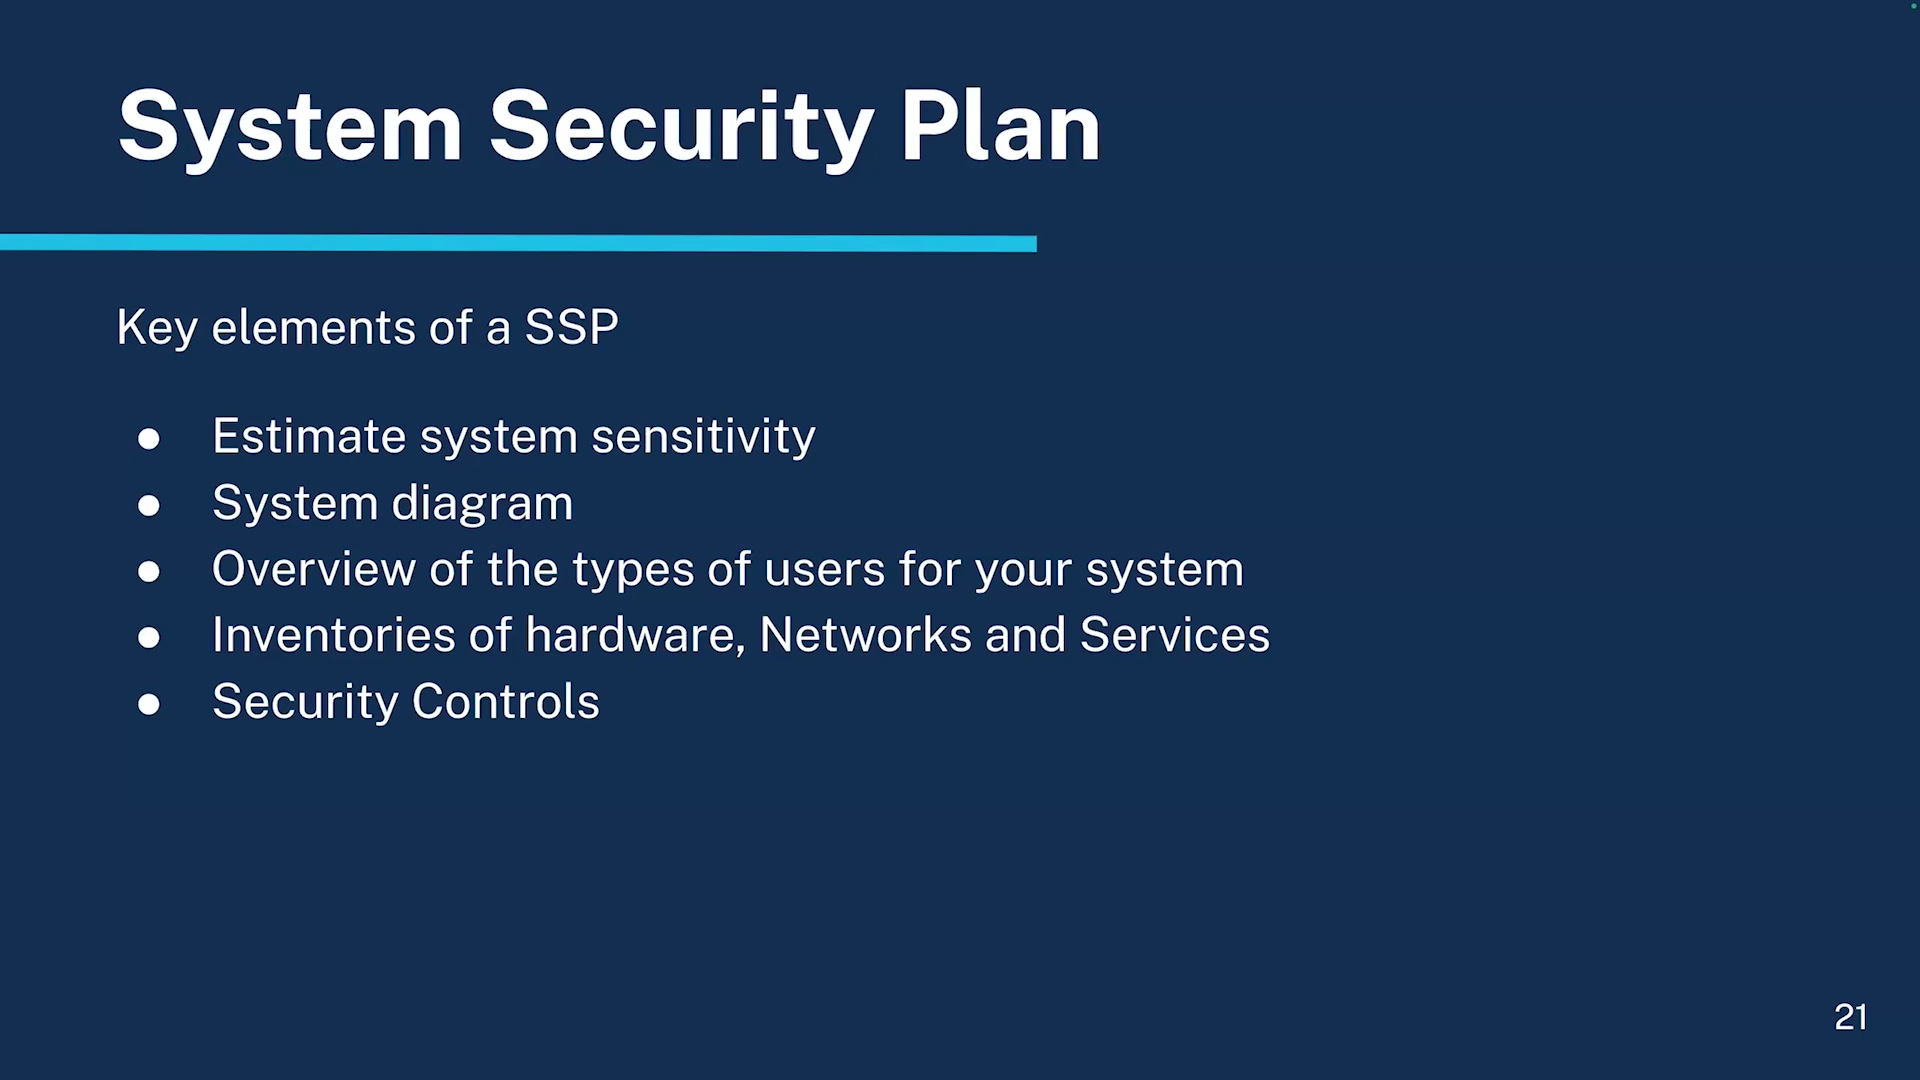 System Security Plan
Key elements of a SSP
● Estimate system sensitivity
● System diagram
● Overview of the types of users for your system
● Inventories of hardware, Networks and Services
● Security Controls
21